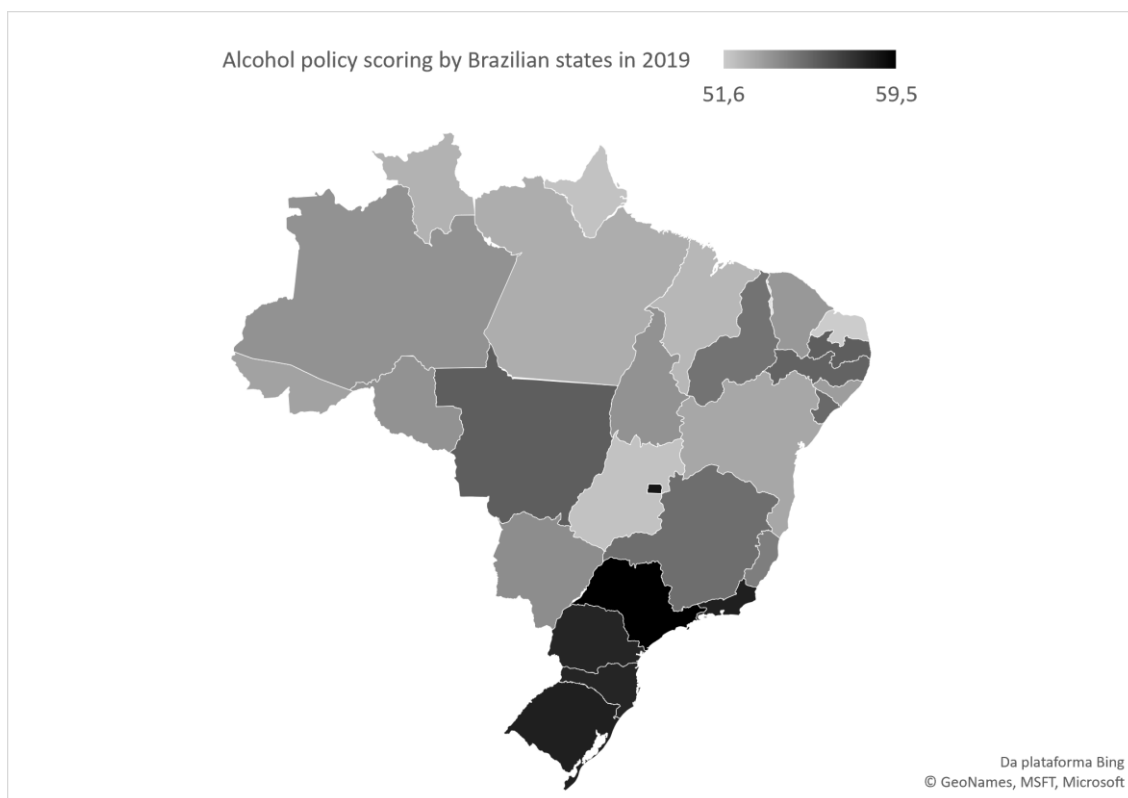 Alcohol policy scoring by Brazilian states in 2019
51,6 59,5
Da plataforma Bing
© GeoNames, MSFT, Microsoft